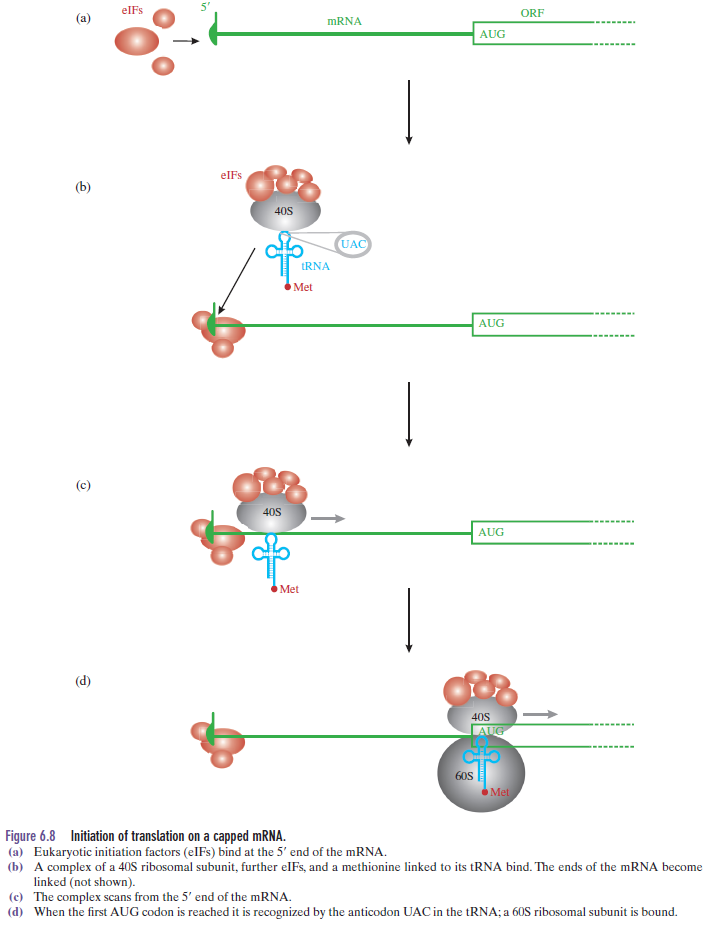 (a)
eIFs
5′
mRNA
ORF
AUG
(b)
eIFs
40S
UAC
tRNA
Met
AUG
(c)
40S
AUG
Met
(d)
40S
AUG
60S
Met
Figure 6.8 Initiation of translation on a capped mRNA.
(a) Eukaryotic initiation factors (eIFs) bind at the 5′ end of the mRNA.
(b) A complex of a 40S ribosomal subunit, further eIFs, and a methionine linked to its tRNA bind. The ends of the mRNA become
linked (not shown).
(c) The complex scans from the 5′ end of the mRNA.
(d) When the first AUG codon is reached it is recognized by the anticodon UAC in the tRNA; a 60S ribosomal subunit is bound.